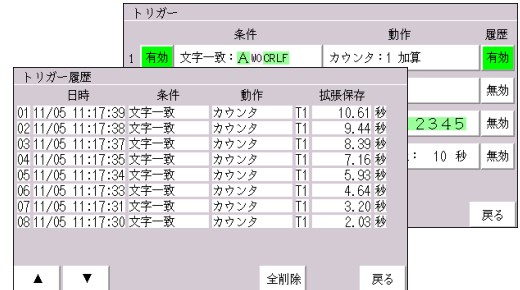 トリガー
条件 動作 履歴
1 有効 文字一致：A WO CRLF カウンタ：1 加算 有効
無効
2345 無効
： 10 秒 無効
戻る
トリガー履歴
日時 条件 動作 拡張保存
01 11/05 11:17:39 文字一致 カウンタ T1 10.61 秒
02 11/05 11:17:38 文字一致 カウンタ T1 9.44 秒
03 11/05 11:17:37 文字一致 カウンタ T1 8.39 秒
04 11/05 11:17:35 文字一致 カウンタ T1 7.16 秒
05 11/05 11:17:34 文字一致 カウンタ T1 5.93 秒
06 11/05 11:17:33 文字一致 カウンタ T1 4.64 秒
07 11/05 11:17:31 文字一致 カウンタ T1 3.20 秒
08 11/05 11:17:30 文字一致 カウンタ T1 2.03 秒
▲ ▼ 全削除 戻る